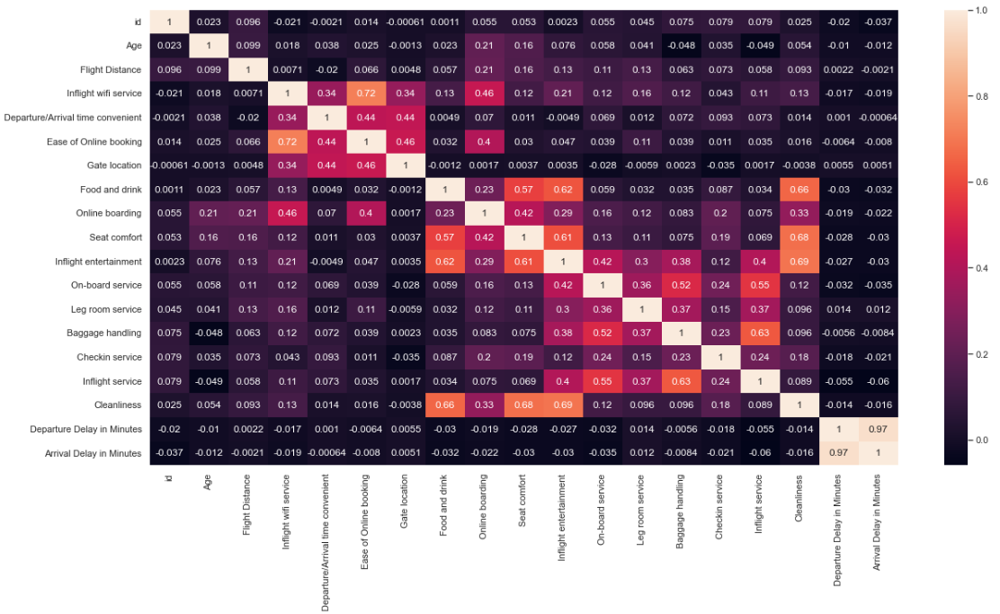 id 1 0.023 0.096 -0.021 -0.0021 0.014 -0.00061 0.0011 0.055 0.053 0.0023 0.055 0.045 0.075 0.079 0.079 0.025 -0.02 -0.037
Age 0.023 1 0.099 0.018 0.038 0.025 -0.0013 0.023 0.21 0.16 0.076 0.058 0.041 -0.048 0.035 -0.049 0.054 -0.01 -0.012
Flight Distance 0.096 0.099 1 0.0071 -0.02 0.066 0.0048 0.057 0.21 0.16 0.13 0.11 0.13 0.063 0.073 0.058 0.093 0.0022 -0.0021
Inflight wifi service -0.021 0.018 0.0071 1 0.34 0.72 0.34 0.13 0.46 0.12 0.21 0.12 0.16 0.12 0.043 0.11 0.13 -0.017 -0.019
Departure/Arrival time convenient -0.0021 0.038 -0.02 0.34 1 0.44 0.44 0.0049 0.07 0.011 -0.0049 0.069 0.012 0.072 0.093 0.073 0.014 0.001 -0.00064
Ease of Online booking 0.014 0.025 0.066 0.72 0.44 1 0.46 0.032 0.4 0.03 0.047 0.039 0.11 0.039 0.011 0.035 0.016 -0.0064 -0.008
Gate location -0.00061 -0.0013 0.0048 0.34 0.44 0.46 1 -0.0012 0.0017 0.0037 0.0035 -0.028 -0.0059 0.0023 -0.035 0.0017 -0.0038 0.0055 0.0051
Food and drink 0.0011 0.023 0.057 0.13 0.0049 0.032 -0.0012 1 0.23 0.57 0.62 0.059 0.032 0.035 0.087 0.034 0.66 -0.03 -0.032
Online boarding 0.055 0.21 0.21 0.46 0.07 0.4 0.0017 0.23 1 0.42 0.29 0.16 0.12 0.083 0.2 0.075 0.33 -0.019 -0.022
Seat comfort 0.053 0.16 0.16 0.12 0.011 0.03 0.0037 0.57 0.42 1 0.61 0.13 0.11 0.075 0.19 0.069 0.68 -0.028 -0.03
Inflight entertainment 0.0023 0.076 0.13 0.21 -0.0049 0.047 0.0035 0.62 0.29 0.61 1 0.42 0.3 0.38 0.12 0.4 0.69 -0.027 -0.03
On-board service 0.055 0.058 0.11 0.12 0.069 0.039 -0.028 0.059 0.16 0.13 0.42 1 0.36 0.52 0.24 0.55 0.12 -0.032 -0.035
Leg room service 0.045 0.041 0.13 0.16 0.012 0.11 -0.0059 0.032 0.12 0.11 0.3 0.36 1 0.37 0.15 0.37 0.096 0.014 0.012
Baggage handling 0.075 -0.048 0.063 0.12 0.072 0.039 0.0023 0.035 0.083 0.075 0.38 0.52 0.37 1 0.23 0.63 0.096 -0.0056 -0.0084
Checkin service 0.079 0.035 0.073 0.043 0.093 0.011 -0.035 0.087 0.2 0.19 0.12 0.24 0.15 0.23 1 0.24 0.18 -0.018 -0.021
Inflight service 0.079 -0.049 0.058 0.11 0.073 0.035 0.0017 0.034 0.075 0.069 0.4 0.55 0.37 0.63 0.24 1 0.089 -0.055 -0.06
Cleanliness 0.025 0.054 0.093 0.13 0.014 0.016 -0.0038 0.66 0.33 0.68 0.69 0.12 0.096 0.096 0.18 0.089 1 -0.014 -0.016
Departure Delay in Minutes -0.02 -0.01 0.0022 -0.017 0.001 -0.0064 0.0055 -0.03 -0.019 -0.028 -0.027 -0.032 0.014 -0.0056 -0.018 -0.055 -0.014 1 0.97
Arrival Delay in Minutes -0.037 -0.012 -0.0021 -0.019 -0.00064 -0.008 0.0051 -0.032 -0.022 -0.03 -0.03 -0.035 0.012 -0.0084 -0.021 -0.06 -0.016 0.97 1
id
Age
Flight Distance
Inflight wifi service
Departure/Arrival time convenient
Ease of Online booking
Gate location
Food and drink
Online boarding
Seat comfort
Inflight entertainment
On-board service
Leg room service
Baggage handling
Checkin service
Inflight service
Cleanliness
Departure Delay in Minutes
Arrival Delay in Minutes
1.0
0.8
0.6
0.4
0.2
0.0